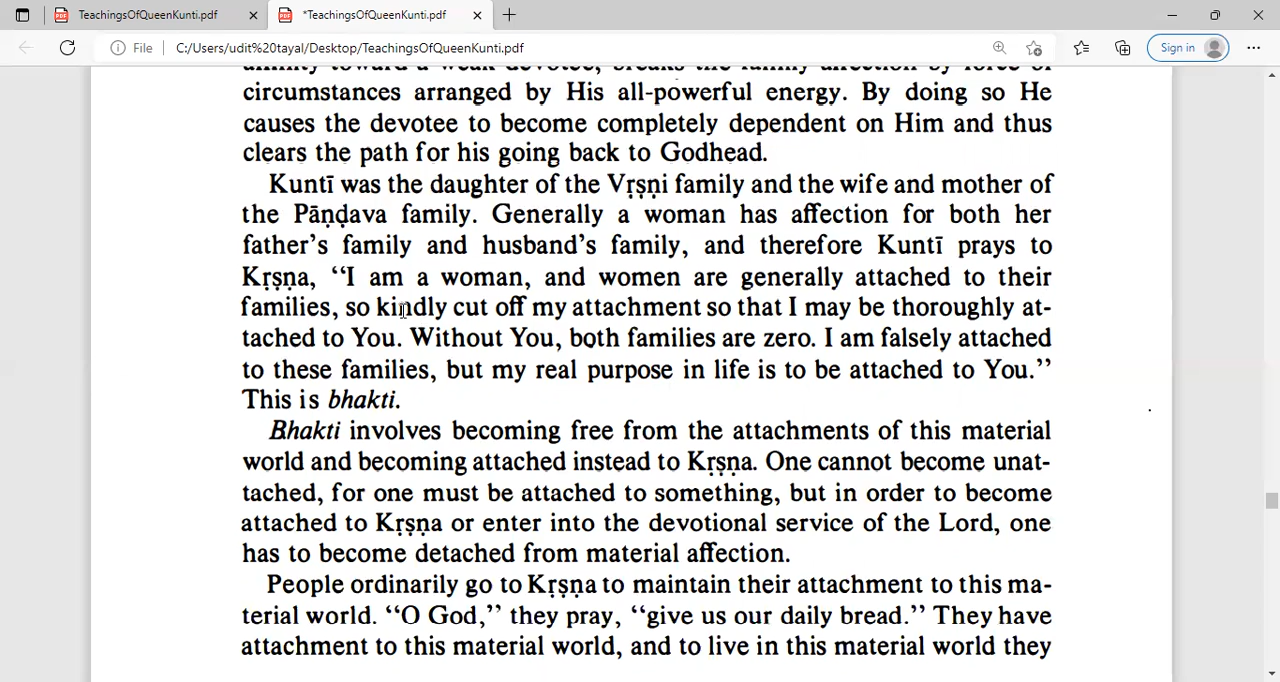 TeachingsOfQueenKunti.pdf
*TeachingsOfQueenKunti.pdf
File
C:/Users/udit%20tayal/Desktop/TeachingsOfQueenKunti.pdf
Sign in
affinity toward a weak devotee, breaks the family affection by force of
circumstances arranged by His all-powerful energy. By doing so He
causes the devotee to become completely dependent on Him and thus
clears the path for his going back to Godhead.
Kuntī was the daughter of the Vṛṣṇi family and the wife and mother of
the Pāṇḍava family. Generally a woman has affection for both her
father’s family and husband’s family, and therefore Kuntī prays to
Kṛṣṇa, “I am a woman, and women are generally attached to their
families, so kindly cut off my attachment so that I may be thoroughly at-
tached to You. Without You, both families are zero. I am falsely attached
to these families, but my real purpose in life is to be attached to You.”
This is bhakti.
Bhakti involves becoming free from the attachments of this material
world and becoming attached instead to Kṛṣṇa. One cannot become unat-
tached, for one must be attached to something, but in order to become
attached to Kṛṣṇa or enter into the devotional service of the Lord, one
has to become detached from material affection.
People ordinarily go to Kṛṣṇa to maintain their attachment to this ma-
terial world. “O God,” they pray, “give us our daily bread.” They have
attachment to this material world, and to live in this material world they